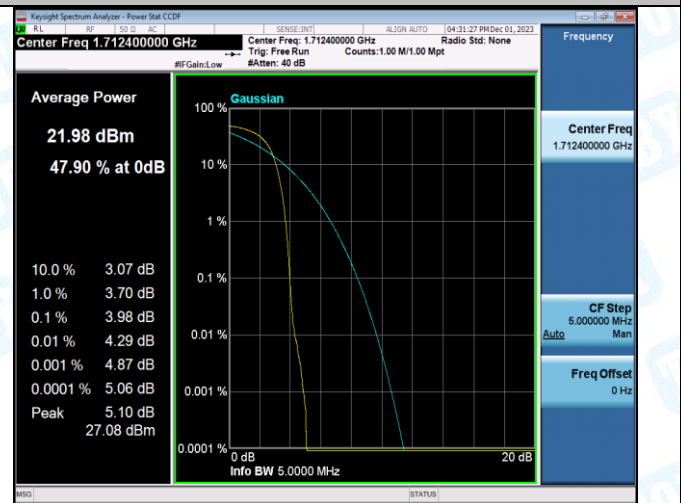 Keysight Spectrum Analyzer - Power Stat CCDF
RL RF 50 Ω AC SENSE:INT ALIGN AUTO 04:31:27 PM Dec 01, 2023
Center Freq 1.712400000 GHz
Center Freq: 1.712400000 GHz Radio Std: None
Trig: Free Run Counts:1.00 M/1.00 Mpt
#IFGain:Low #Atten: 40 dB
Frequency
Average Power
21.98 dBm
47.90 % at 0dB
10.0 % 3.07 dB
1.0 % 3.70 dB
0.1 % 3.98 dB
0.01 % 4.29 dB
0.001 % 4.87 dB
0.0001 % 5.06 dB
Peak 5.10 dB
27.08 dBm
Gaussian
100 %
10 %
1 %
0.1 %
0.01 %
0.001 %
0.0001 %
0 dB 20 dB
Info BW 5.0000 MHz
Center Freq
1.712400000 GHz
CF Step
5.000000 MHz
Auto Man
Freq Offset
0 Hz
MSG STATUS